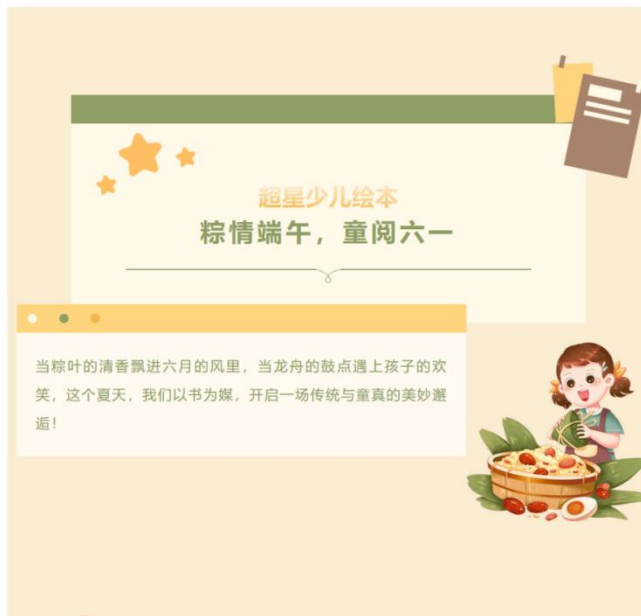 超星少儿绘本
粽情端午，童阅六一
当粽叶的清香飘进六月的风里，当龙舟的鼓点遇上孩子的欢
笑，这个夏天，我们以书为媒，开启一场传统与童真的美妙邂
逅！